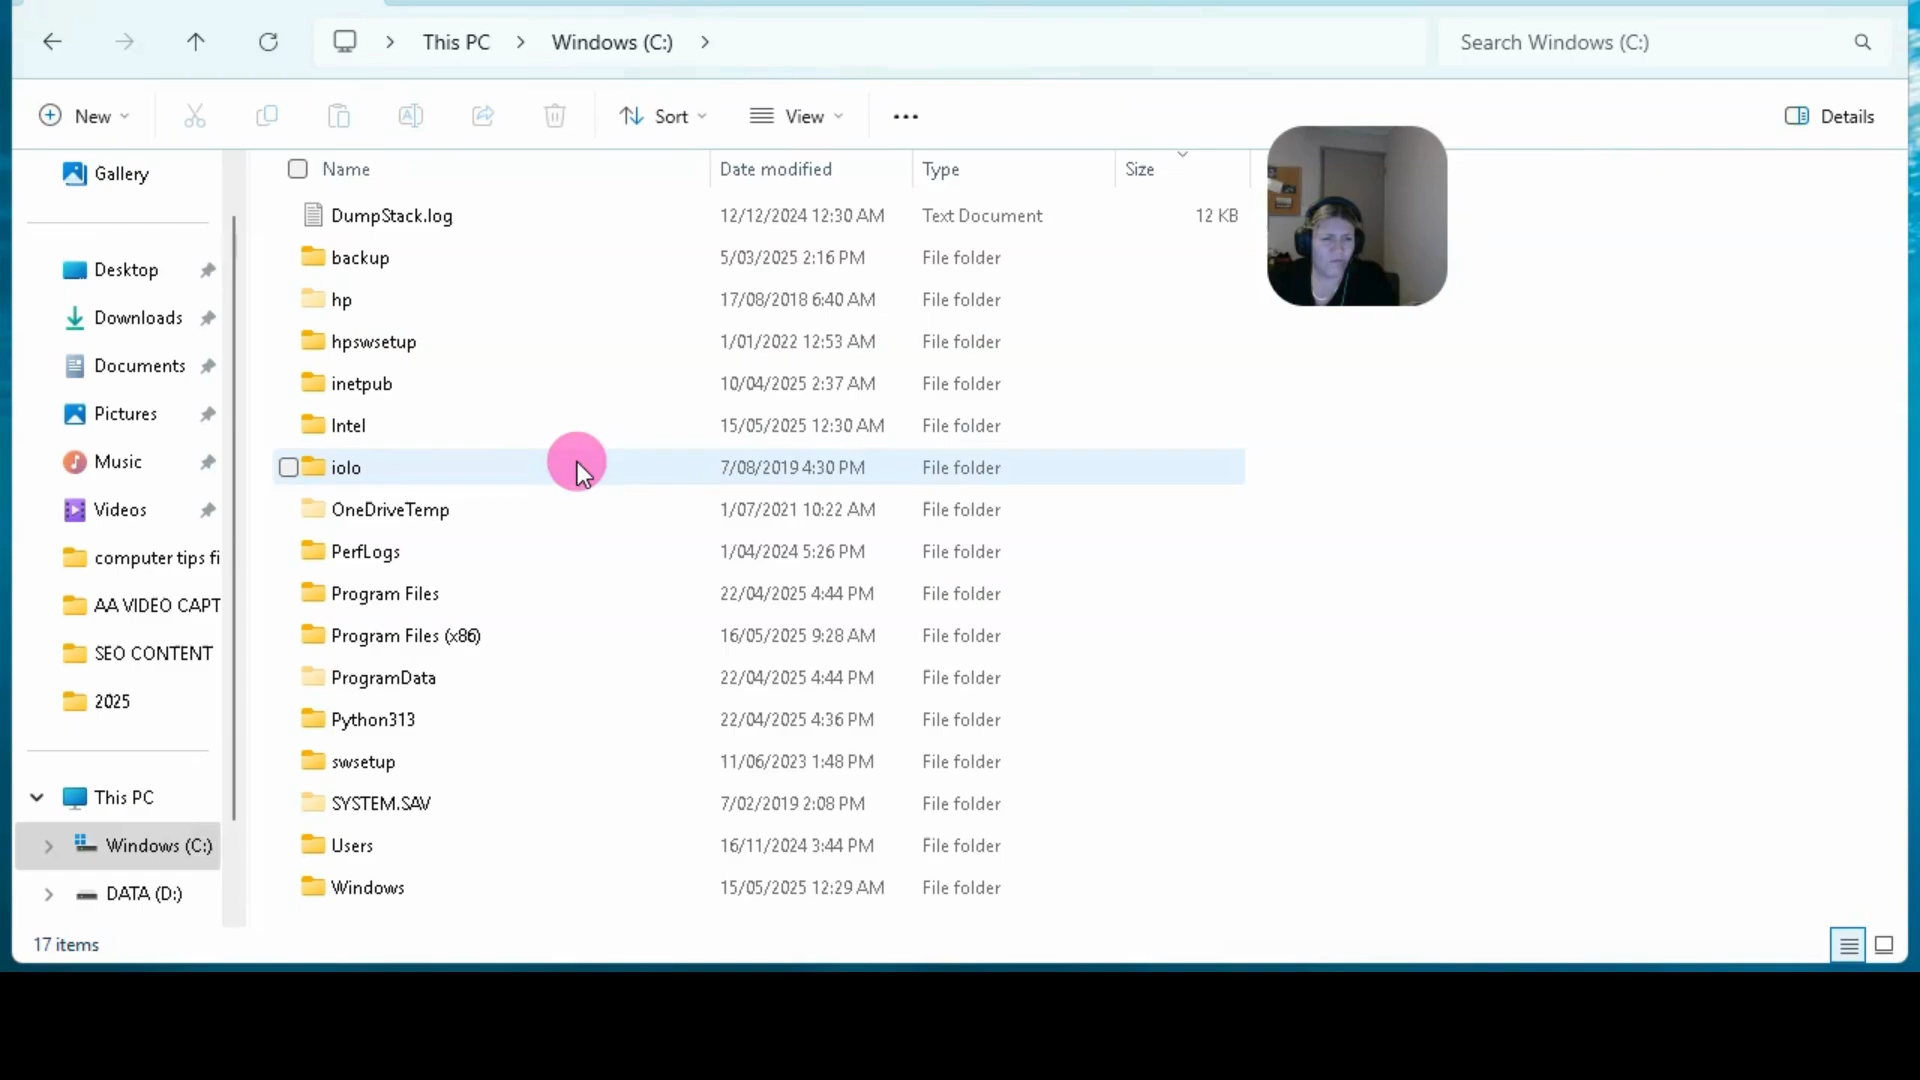 This PC Windows (C:) Search Windows (C:)
New Sort View Details
Gallery
Desktop
Downloads
Documents
Pictures
Music
Videos
computer tips fi
AA VIDEO CAPT
SEO CONTENT
2025
This PC
Windows (C:)
DATA (D:)
Name Date modified Type Size
DumpStack.log 12/12/2024 12:30 AM Text Document 12 KB
backup 5/03/2025 2:16 PM File folder
hp 17/08/2018 6:40 AM File folder
hpswsetup 1/01/2022 12:53 AM File folder
inetpub 10/04/2025 2:37 AM File folder
Intel 15/05/2025 12:30 AM File folder
iolo 7/08/2019 4:30 PM File folder
OneDriveTemp 1/07/2021 10:22 AM File folder
PerfLogs 1/04/2024 5:26 PM File folder
Program Files 22/04/2025 4:44 PM File folder
Program Files (x86) 16/05/2025 9:28 AM File folder
ProgramData 22/04/2025 4:44 PM File folder
Python313 22/04/2025 4:36 PM File folder
swsetup 11/06/2023 1:48 PM File folder
SYSTEM.SAV 7/02/2019 2:08 PM File folder
Users 16/11/2024 3:44 PM File folder
Windows 15/05/2025 12:29 AM File folder
17 items